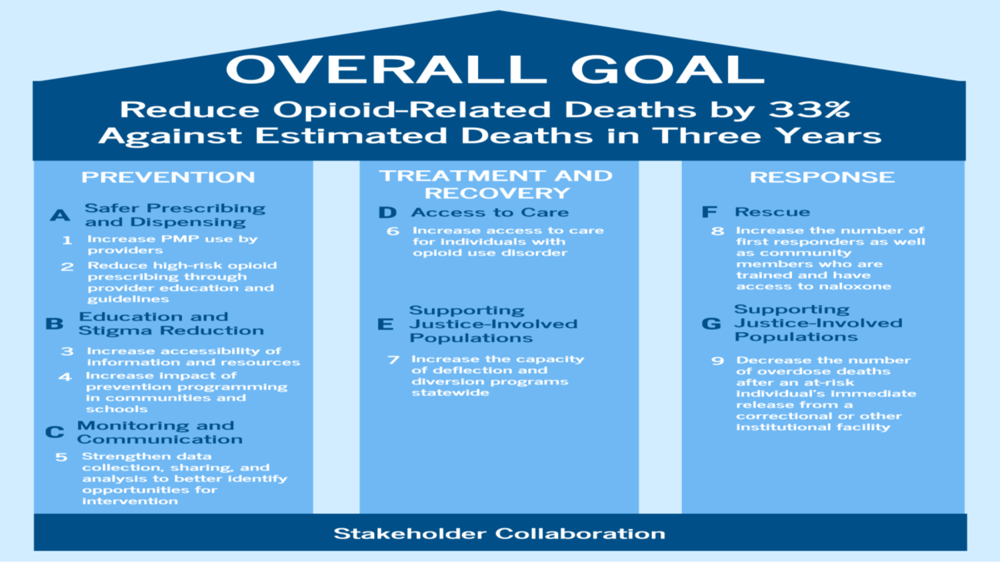 OVERALL GOAL
Reduce Opioid-Related Deaths by 33%
Against Estimated Deaths in Three Years
PREVENTION
A Safer Prescribing
and Dispensing
1 Increase PMP use by
providers
2 Reduce high-risk opioid
prescribing through
provider education and
guidelines
B Education and
Stigma Reduction
3 Increase accessibility of
information and resources
4 Increase impact of
prevention programming
in communities and
schools
C Monitoring and
Communication
5 Strengthen data
collection, sharing, and
analysis to better identify
opportunities for
intervention
TREATMENT AND
RECOVERY
D Access to Care
6 Increase access to care
for individuals with
opioid use disorder
E Supporting
Justice-Involved
Populations
7 Increase the capacity
of deflection and
diversion programs
statewide
RESPONSE
F Rescue
8 Increase the number of
first responders as well
as community
members who are
trained and have
access to naloxone
G Supporting
Justice-Involved
Populations
9 Decrease the number
of overdose deaths
after an at-risk
individual's immediate
release from a
correctional or other
institutional facility
Stakeholder Collaboration